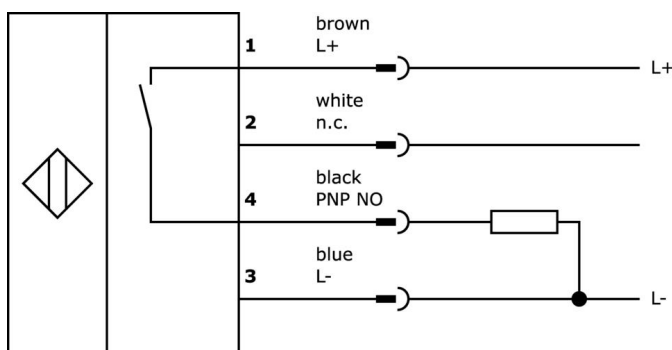 brown
1 L+
L+
white
2 n.c.
black
4 PNP NO
blue
3 L-
L-